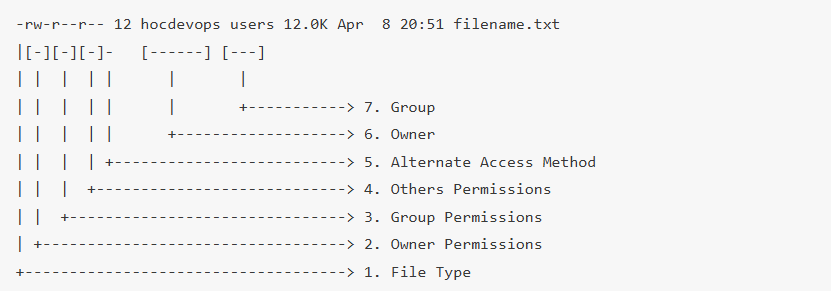 -rw-r--r-- 12 hocdevops users 12.0K Apr  8 20:51 filename.txt
|[-][-][-]-   [------] [---]
| |  |  | |      |       |
| |  |  | |      |       +-----------> 7. Group
| |  |  | |      +-------------------> 6. Owner
| |  |  | +--------------------------> 5. Alternate Access Method
| |  |  +----------------------------> 4. Others Permissions
| |  +-------------------------------> 3. Group Permissions
| +----------------------------------> 2. Owner Permissions
+------------------------------------> 1. File Type